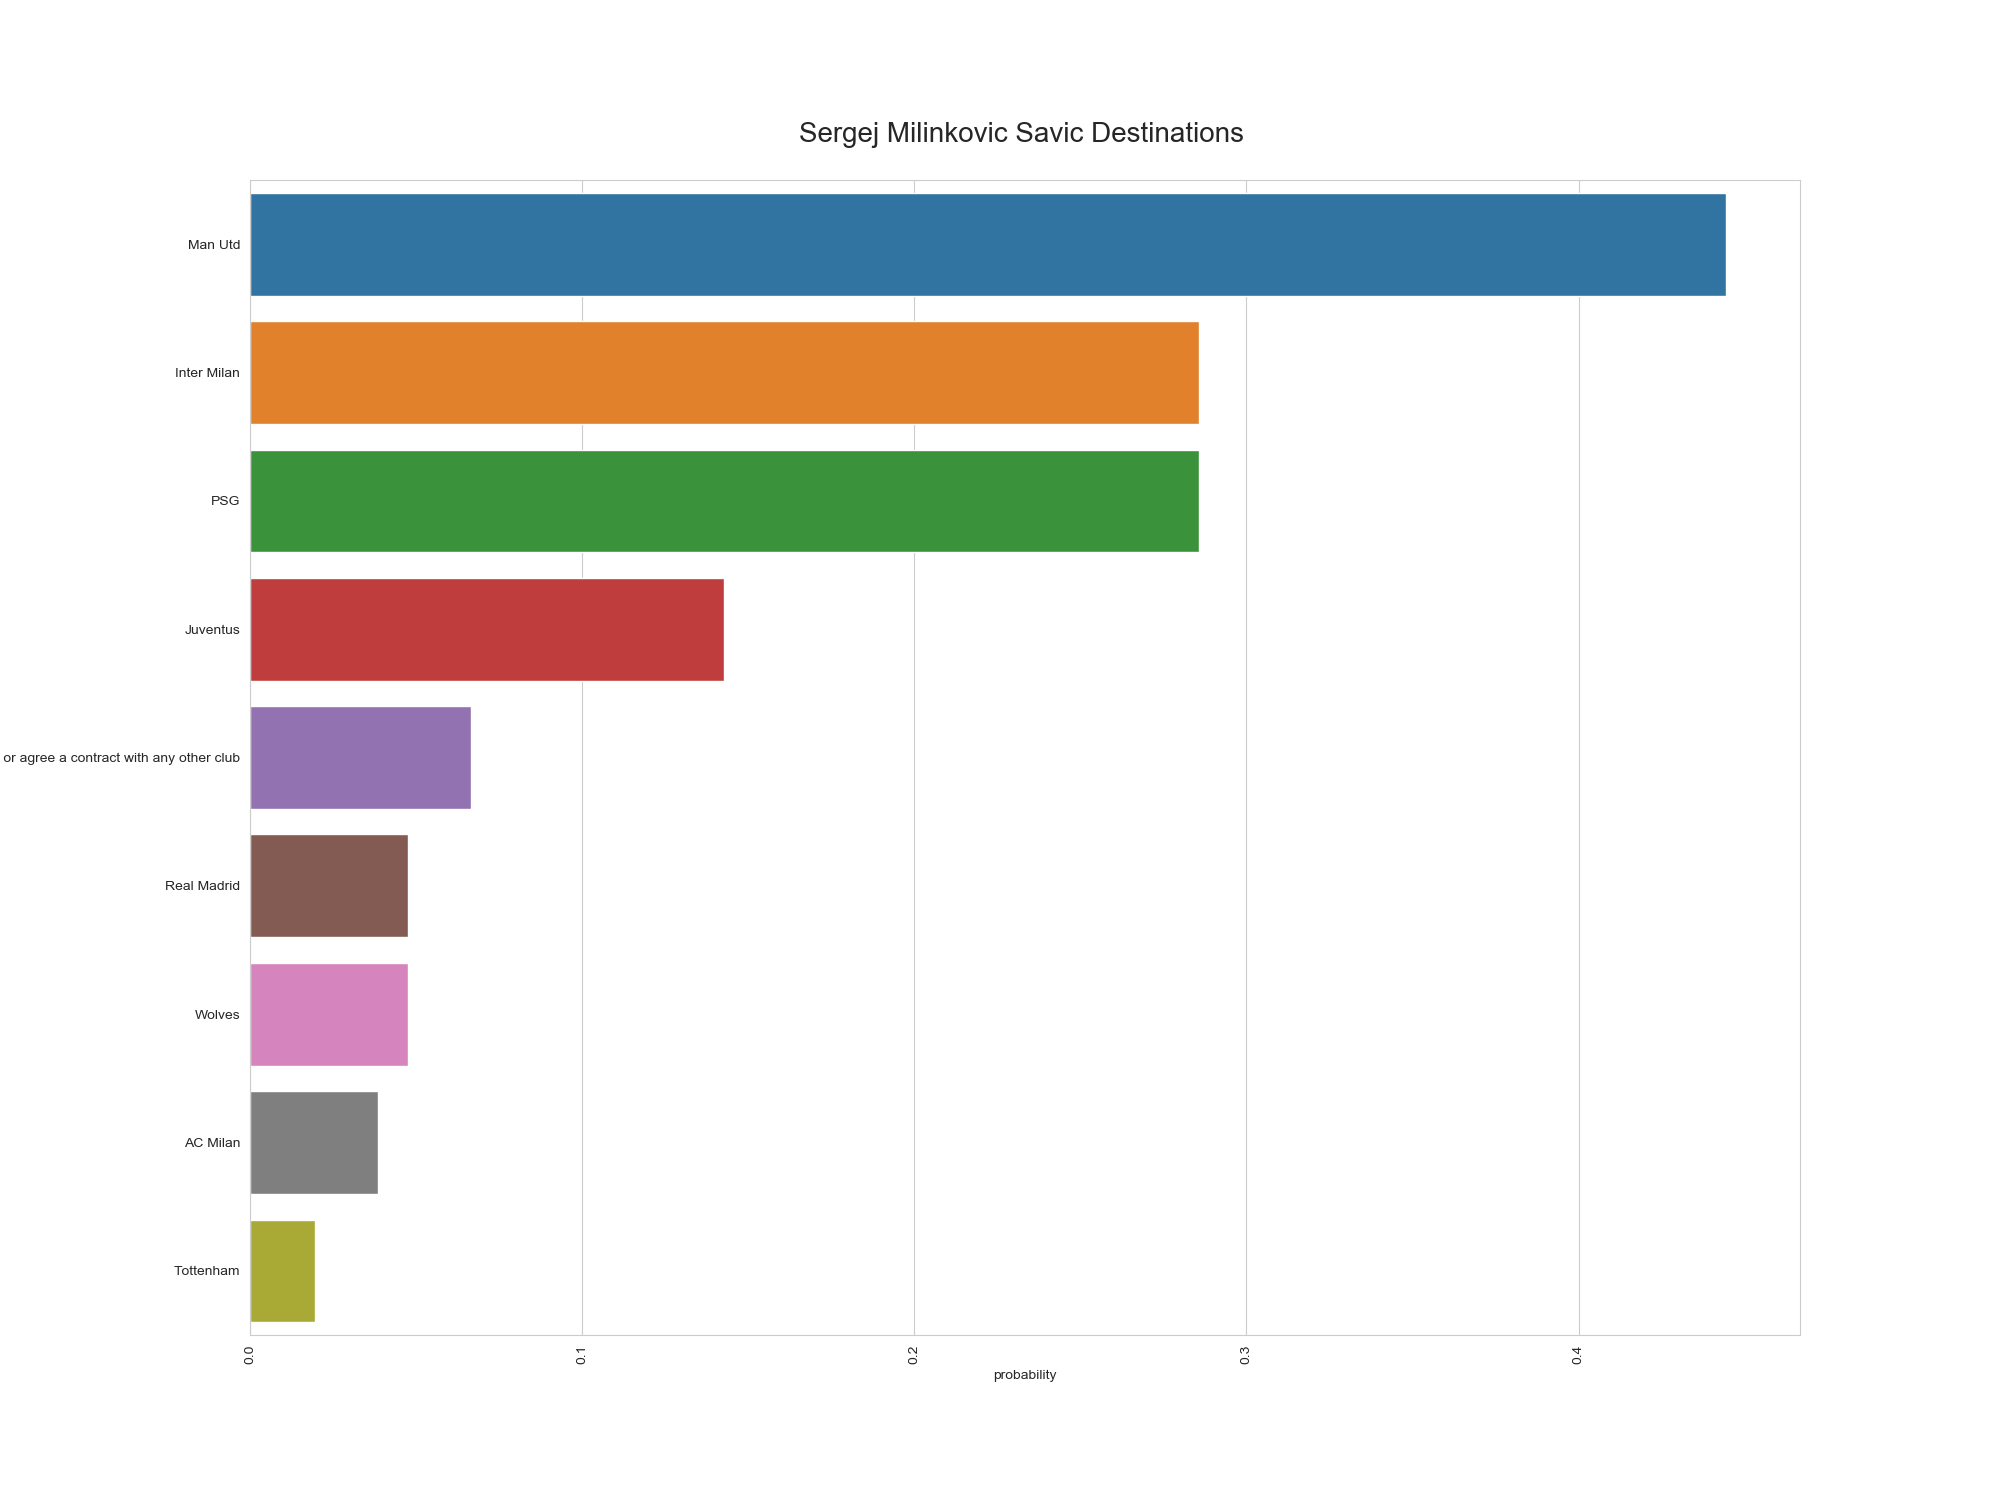 Sergej Milinkovic Savic Destinations
Man Utd
Inter Milan
PSG
Juventus
or agree a contract with any other club
Real Madrid
Wolves
AC Milan
Tottenham
0.0
0.1
0.2
0.3
0.4
probability